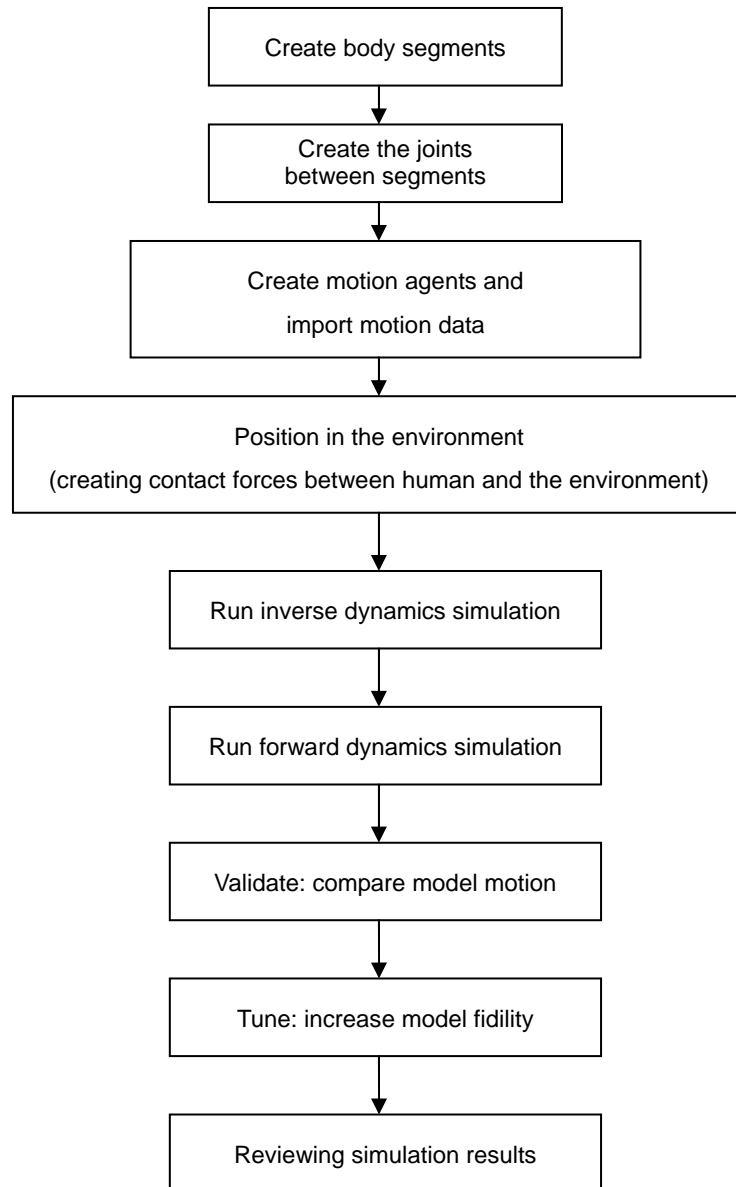 Create body segments
Create the joints
between segments
Create motion agents and
import motion data
Position in the environment
(creating contact forces between human and the environment)
Run inverse dynamics simulation
Run forward dynamics simulation
Validate: compare model motion
Tune: increase model fidility
Reviewing simulation results